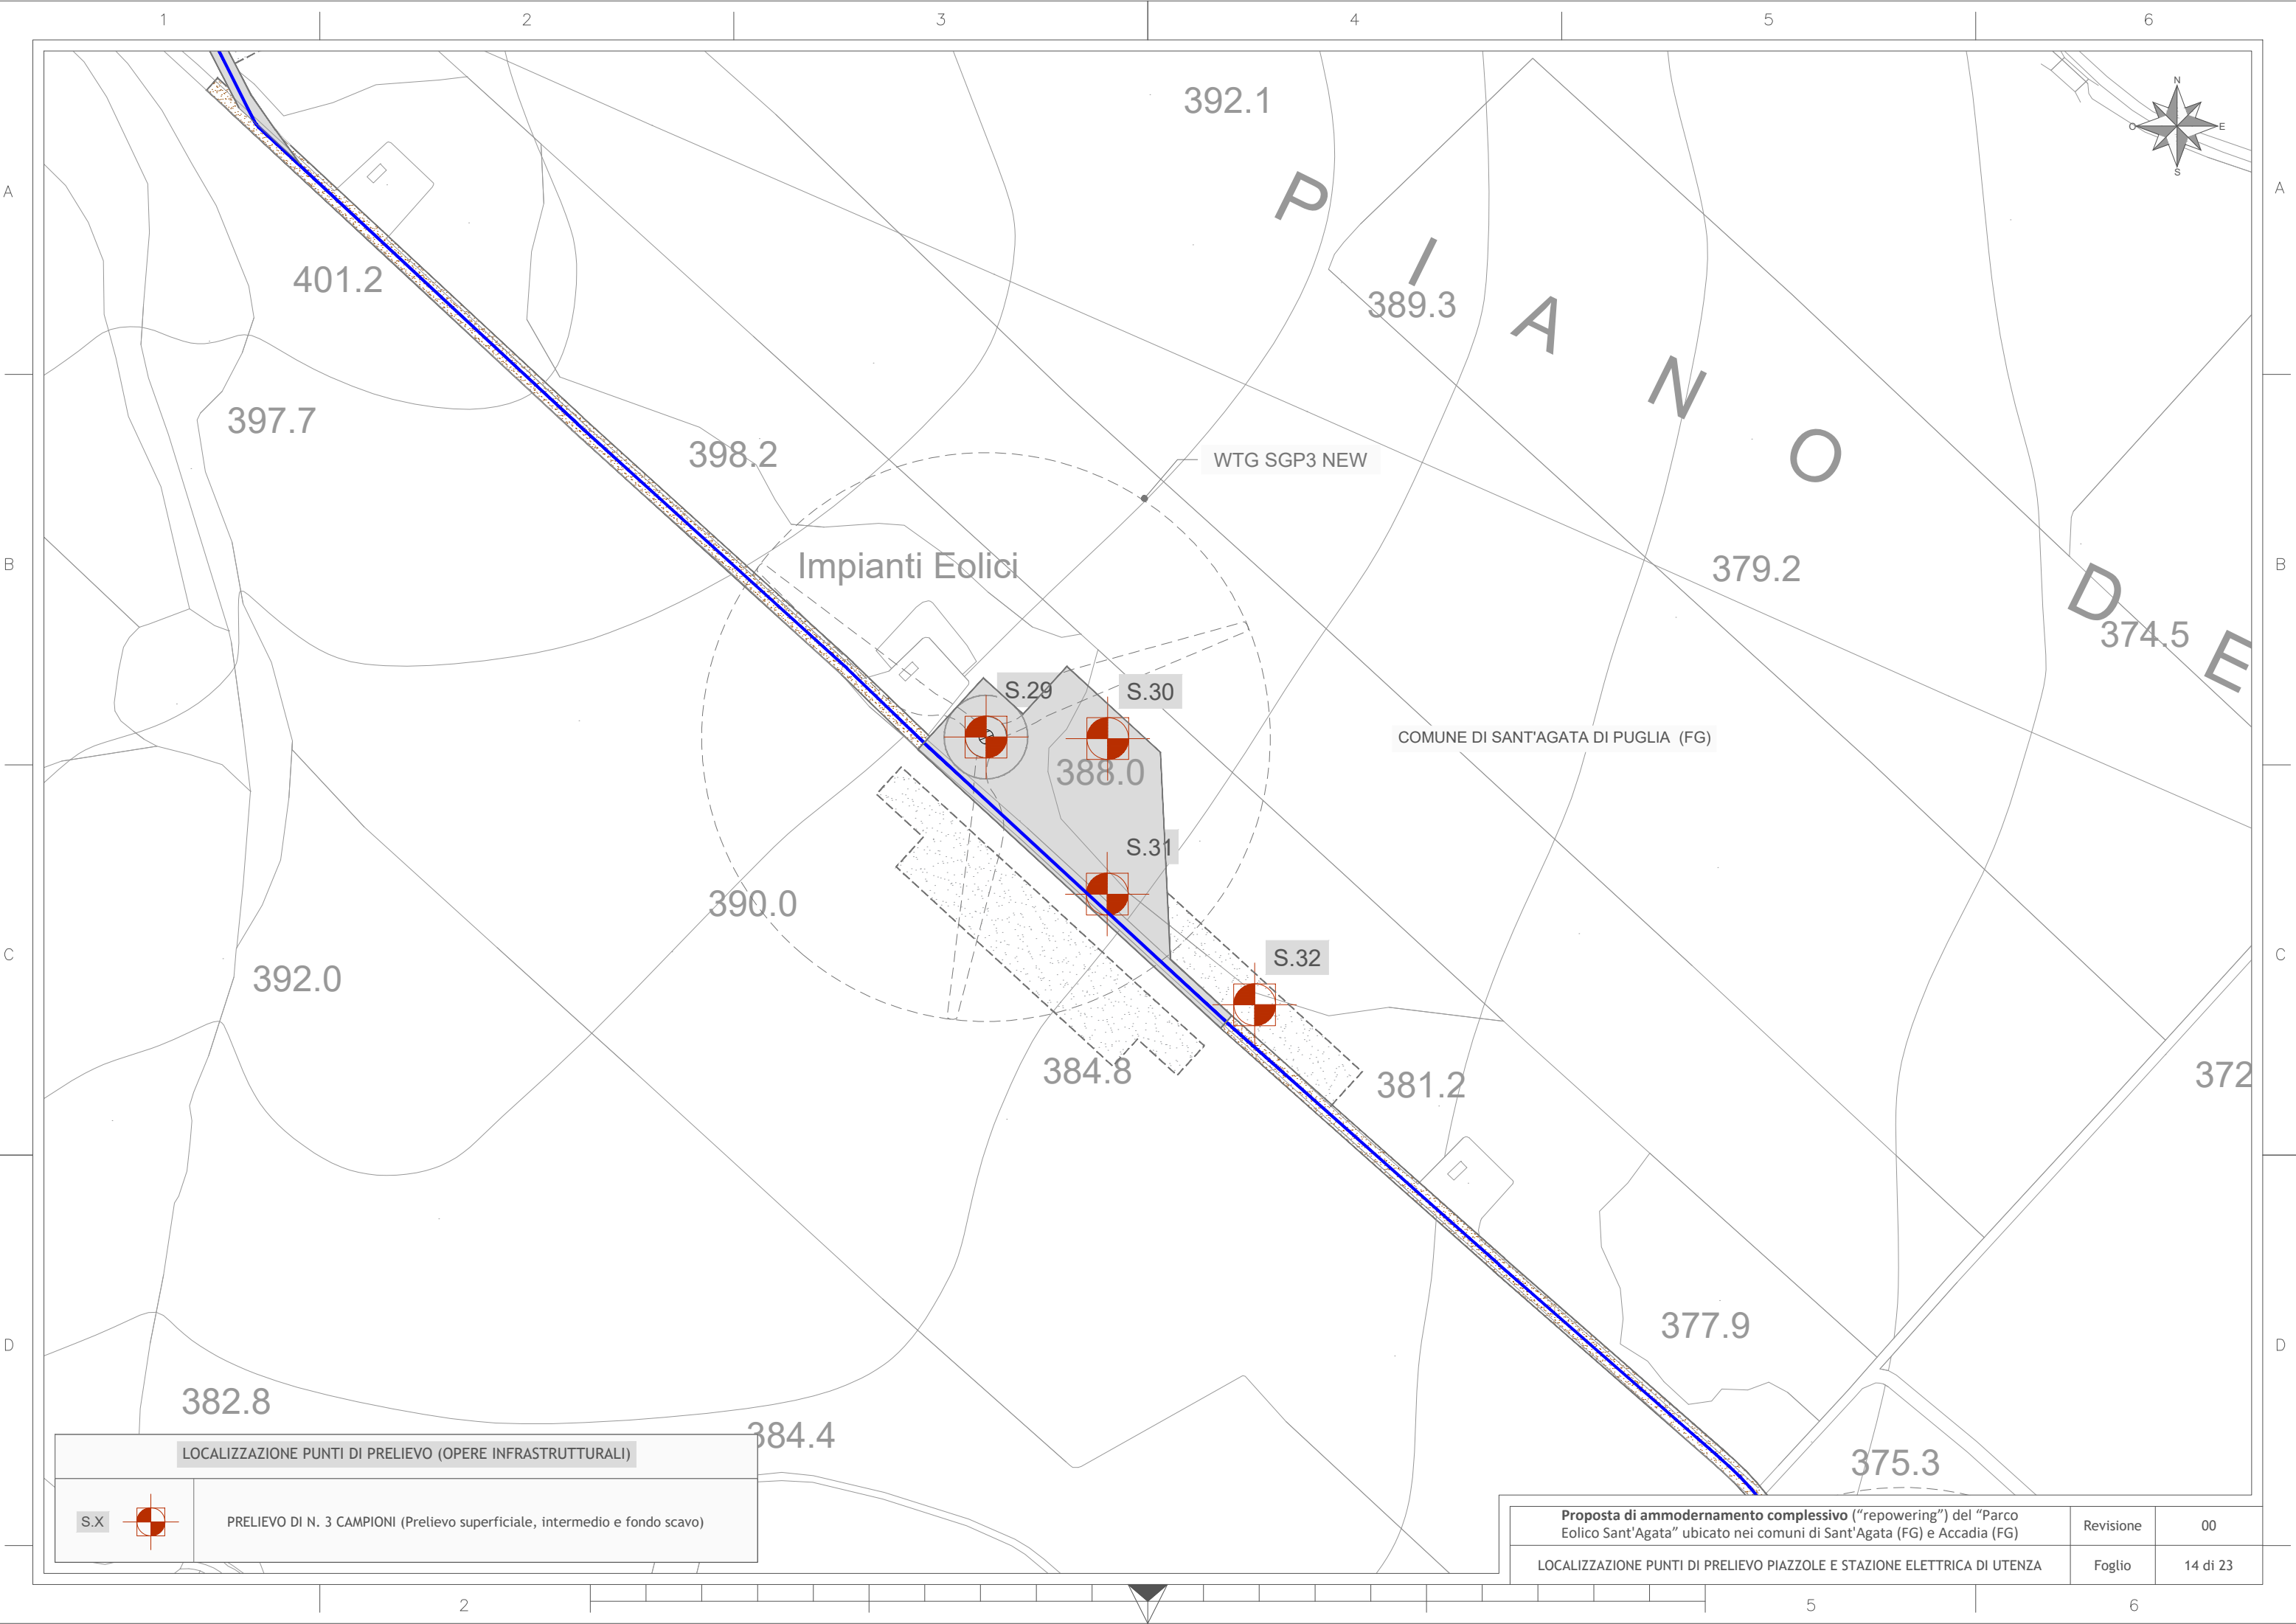 1 2 3 4 5 6
N
O E
S
A A
392.1
P
I
A
N
O
D
E
401.2
389.3
397.7
398.2
WTG SGP3 NEW
B B
Impianti Eolici
379.2
374.5
S.29
S.30
COMUNE DI SANT'AGATA DI PUGLIA (FG)
388.0
S.31
390.0
C C
S.32
392.0
384.8
381.2
372
377.9
D D
382.8
384.4
375.3
LOCALIZZAZIONE PUNTI DI PRELIEVO (OPERE INFRASTRUTTURALI)
S.X
PRELIEVO DI N. 3 CAMPIONI (Prelievo superficiale, intermedio e fondo scavo)
Proposta di ammodernamento complessivo (“repowering”) del “Parco
Eolico Sant'Agata” ubicato nei comuni di Sant'Agata (FG) e Accadia (FG)
Revisione
00
LOCALIZZAZIONE PUNTI DI PRELIEVO PIAZZOLE E STAZIONE ELETTRICA DI UTENZA
Foglio
14 di 23
2 5 6